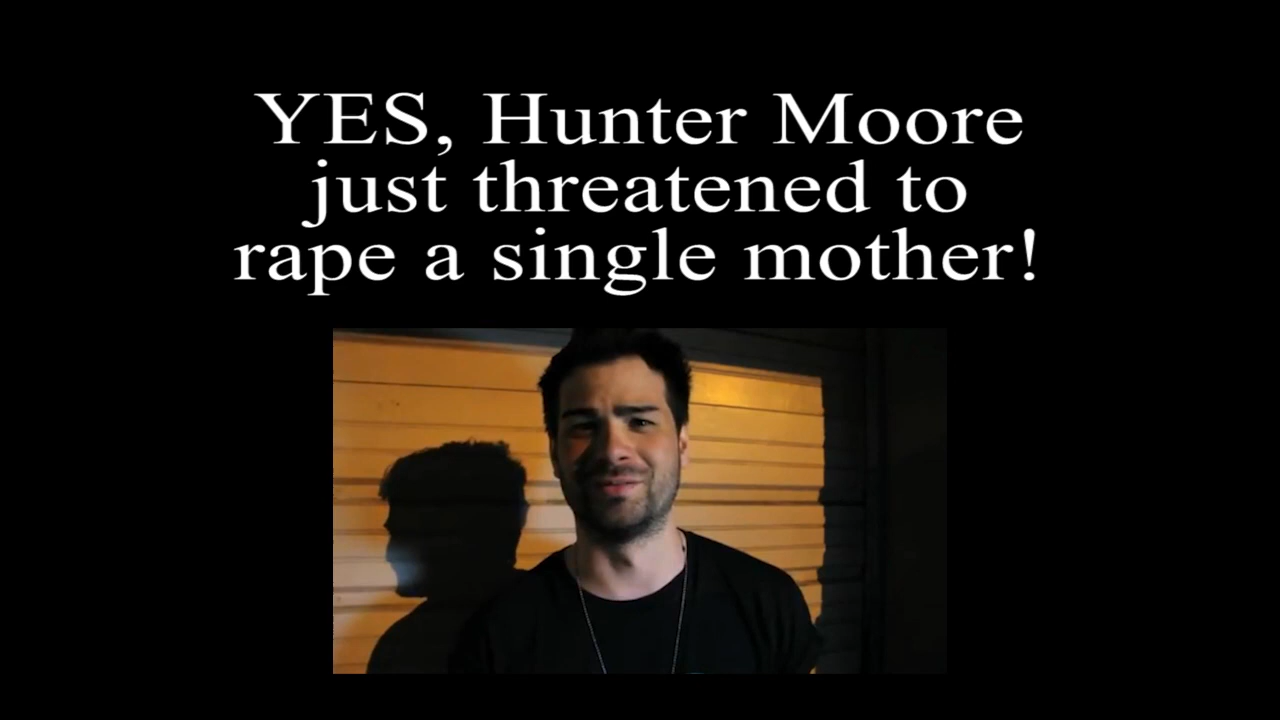 YES, Hunter Moore
just threatened to
rape a single mother!